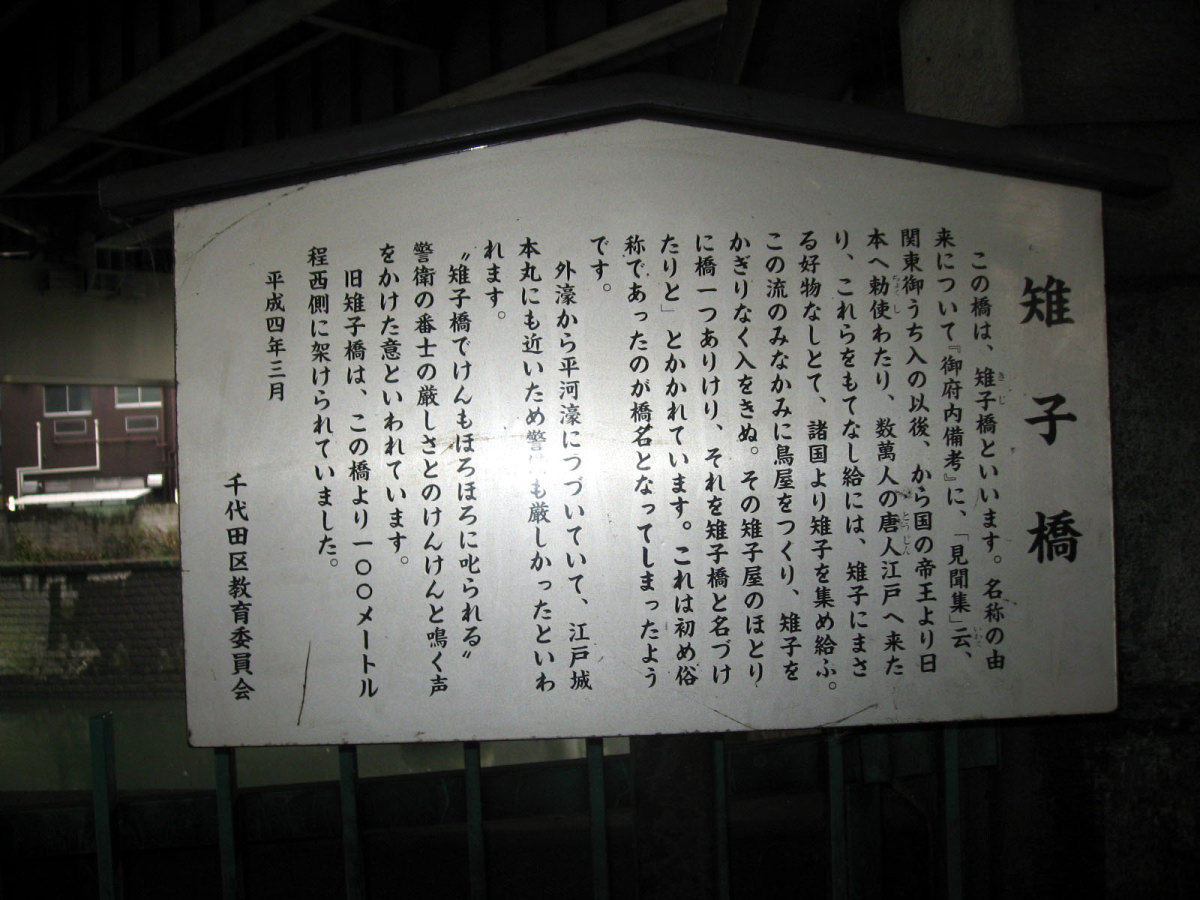 雉子橋
この橋は、雉子橋といいます。名称の由
来について『御府内備考』に、「見聞集」云、
関東御うち入の以後、から国の帝王より日
本へ勅使わたり、数萬人の唐人江戸へ来た
り、これらをもてなし給には、雉子にまさ
る好物なしとて、諸国より雉子を集め給ふ。
この流のみなかみに鳥屋をつくり、雉子を
かぎりなく入をきぬ。その雉子屋のほとり
に橋一つありけり、それを雉子橋と名づけ
たりと」とかかれています。これは初め俗
称であったのが橋名となってしまったよう
です。
外濠から平河濠につづいていて、江戸城
本丸にも近いため警も厳しかったといわ
れます。
〝雉子橋でけんもほろほろに叱られる〟
警衛の番士の厳しさとのけんけんと鳴く声
をかけた意といわれています。
旧雉子橋は、この橋より一〇〇メートル
程西側に架けられていました。
平成四年三月
千代田区教育委員会